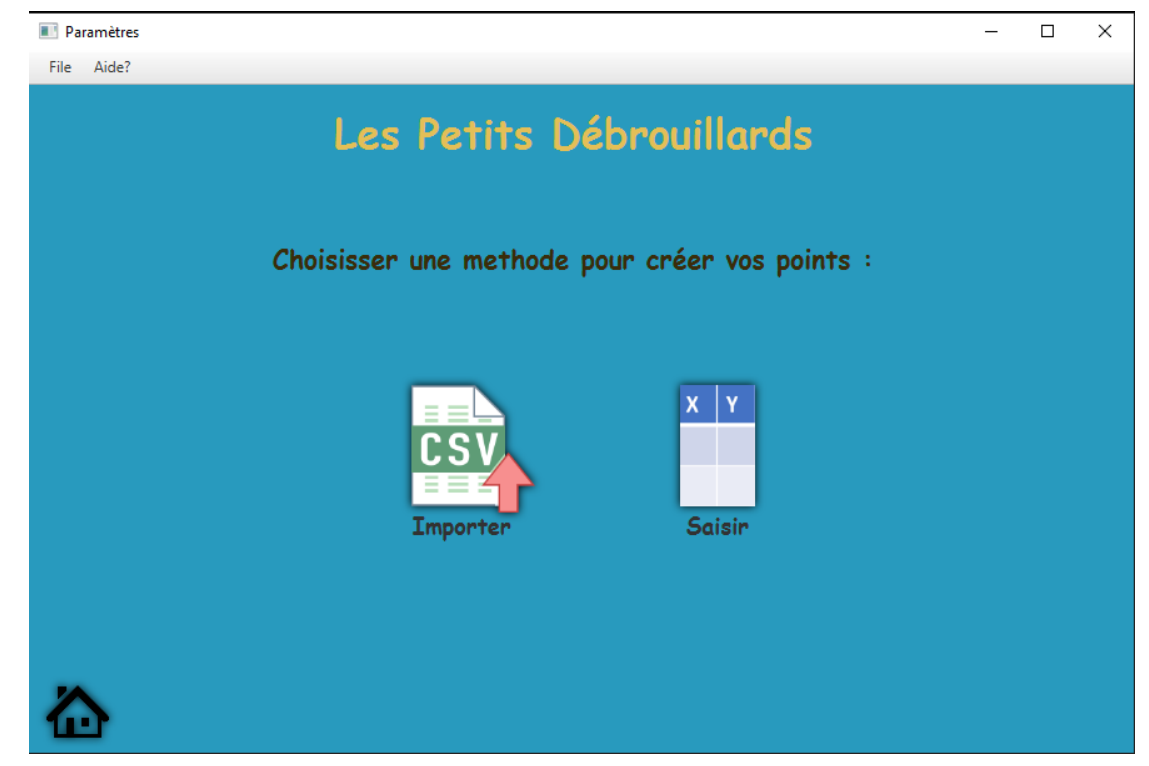 Paramètres
File Aide?
Les Petits Débrouillards
Choisisser une methode pour créer vos points :
CSV
X Y
Importer
Saisir